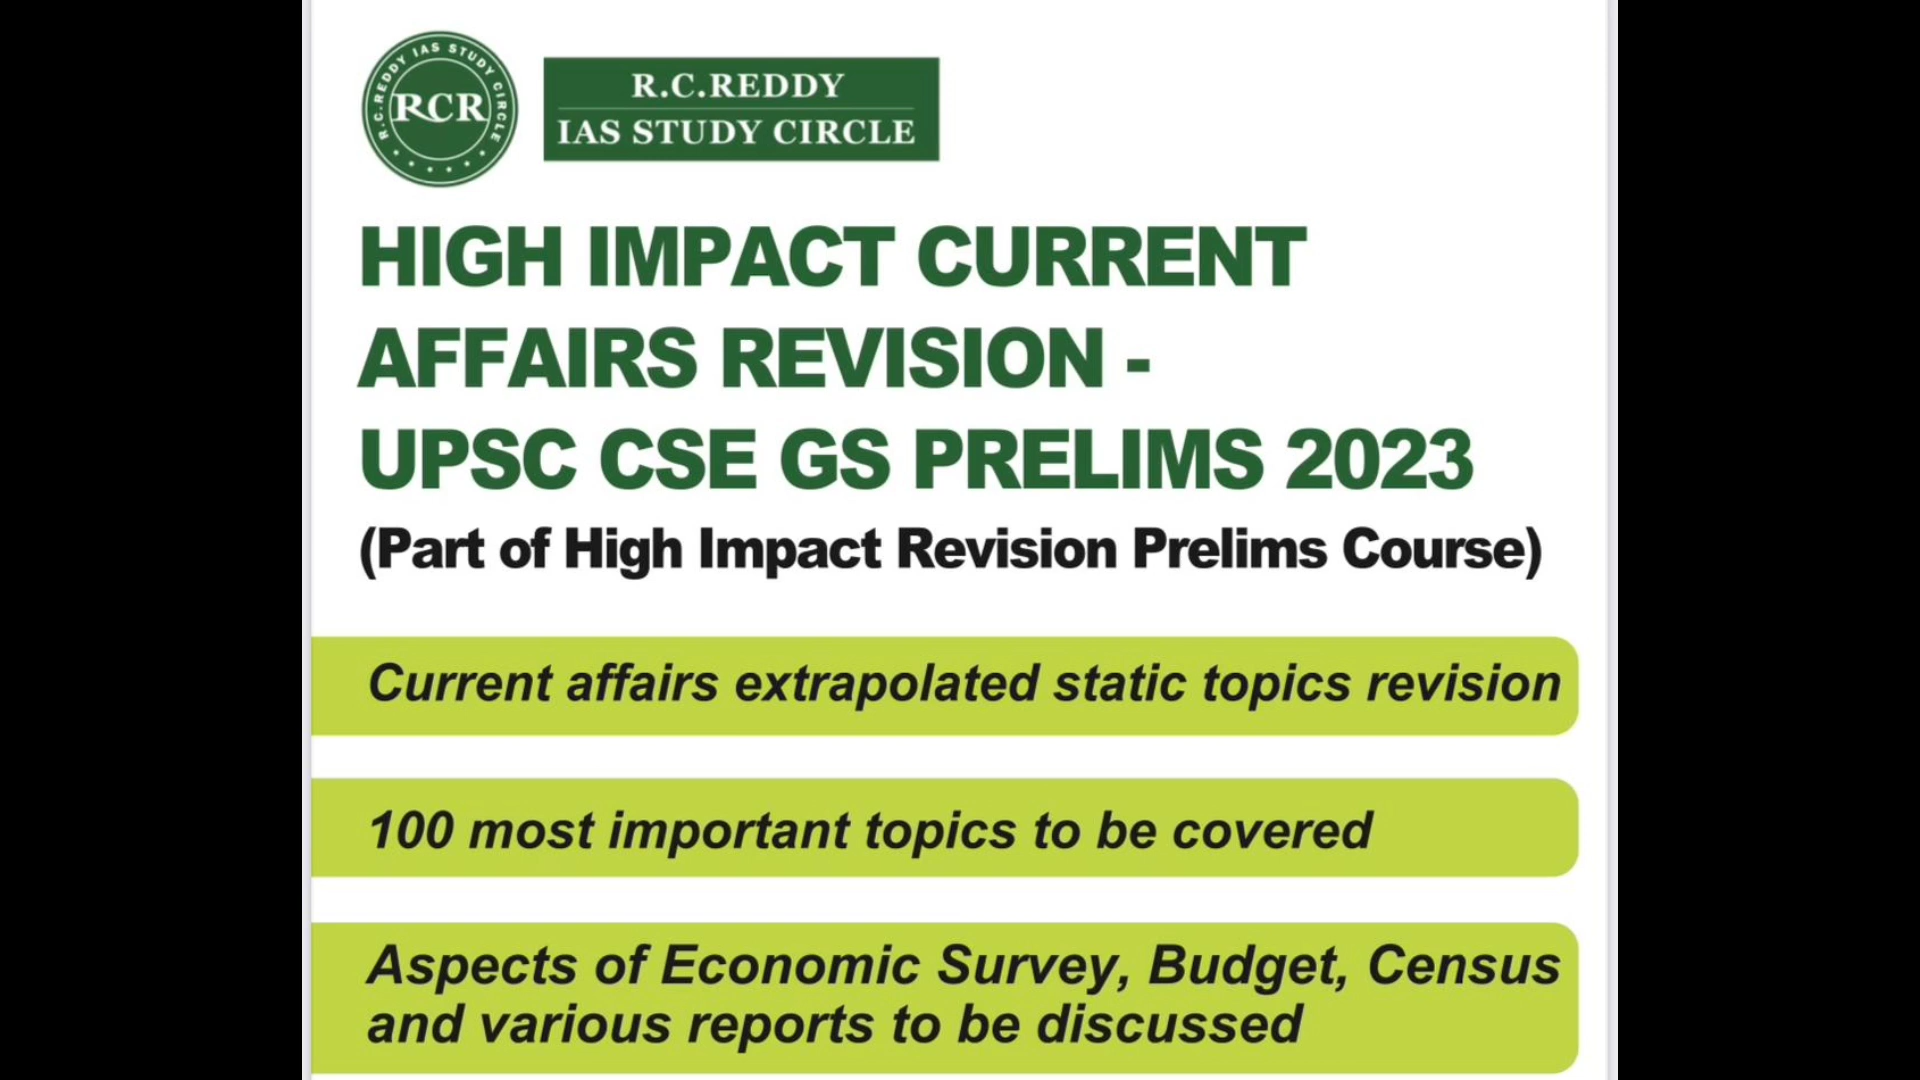 R.C.REDDY IAS STUDY CIRCLE
RCR
R.C.REDDY
IAS STUDY CIRCLE
HIGH IMPACT CURRENT
AFFAIRS REVISION -
UPSC CSE GS PRELIMS 2023
(Part of High Impact Revision Prelims Course)
Current affairs extrapolated static topics revision
100 most important topics to be covered
Aspects of Economic Survey, Budget, Census
and various reports to be discussed